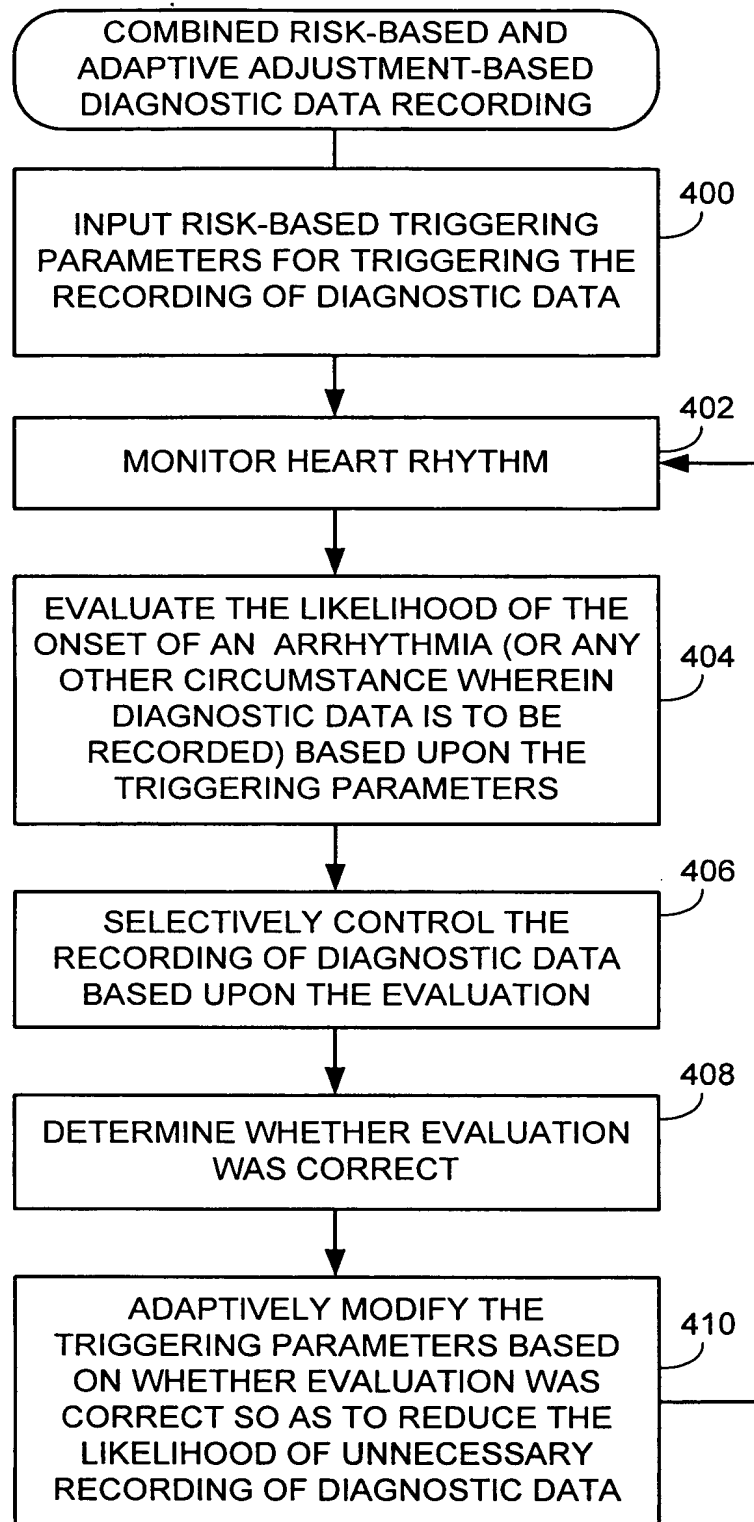 COMBINED RISK-BASED AND
ADAPTIVE ADJUSTMENT-BASED
DIAGNOSTIC DATA RECORDING
400
INPUT RISK-BASED TRIGGERING
PARAMETERS FOR TRIGGERING THE
RECORDING OF DIAGNOSTIC DATA
402
MONITOR HEART RHYTHM
404
EVALUATE THE LIKELIHOOD OF THE
ONSET OF AN ARRHYTHMIA (OR ANY
OTHER CIRCUMSTANCE WHEREIN
DIAGNOSTIC DATA IS TO BE
RECORDED) BASED UPON THE
TRIGGERING PARAMETERS
406
SELECTIVELY CONTROL THE
RECORDING OF DIAGNOSTIC DATA
BASED UPON THE EVALUATION
408
DETERMINE WHETHER EVALUATION
WAS CORRECT
410
ADAPTIVELY MODIFY THE
TRIGGERING PARAMETERS BASED
ON WHETHER EVALUATION WAS
CORRECT SO AS TO REDUCE THE
LIKELIHOOD OF UNNECESSARY
RECORDING OF DIAGNOSTIC DATA